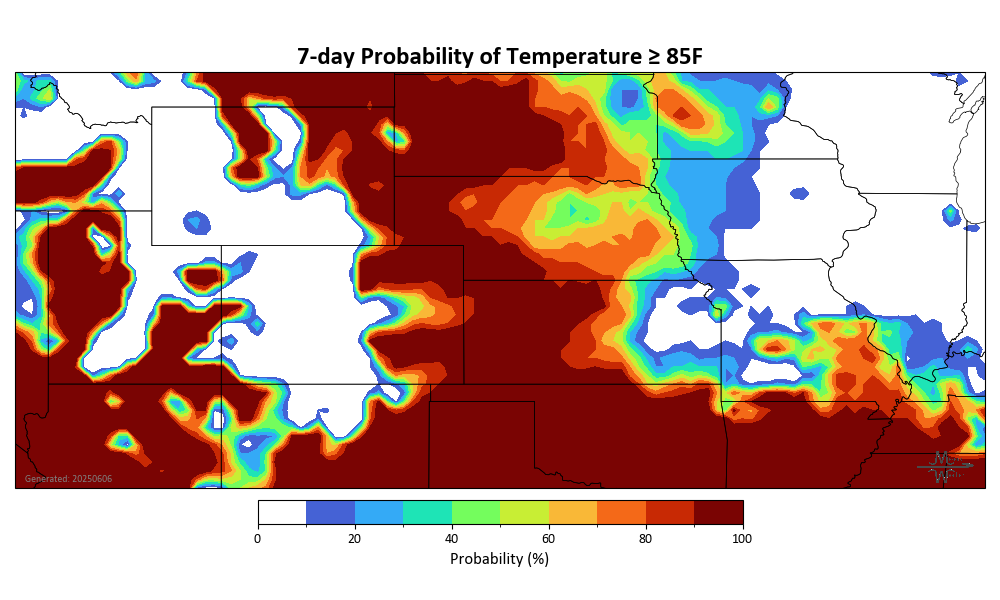 7-day Probability of Temperature ≥ 85F
Generated: 20250606
0 20 40 60 80 100
Probability (%)